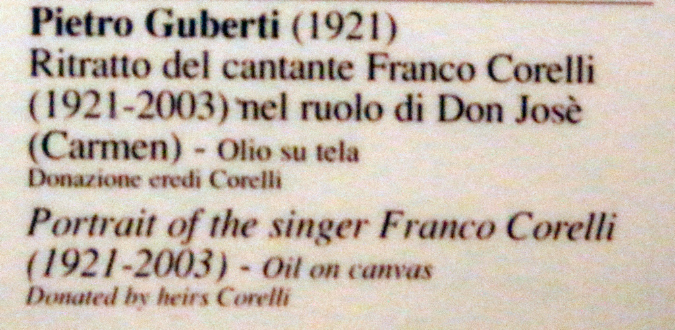 Pietro Guberti (1921)
Ritratto del cantante Franco Corelli
(1921-2003) nel ruolo di Don Josè
(Carmen) - Olio su tela
Donazione eredi Corelli
Portrait of the singer Franco Corelli
(1921-2003) - Oil on canvas
Donated by heirs Corelli